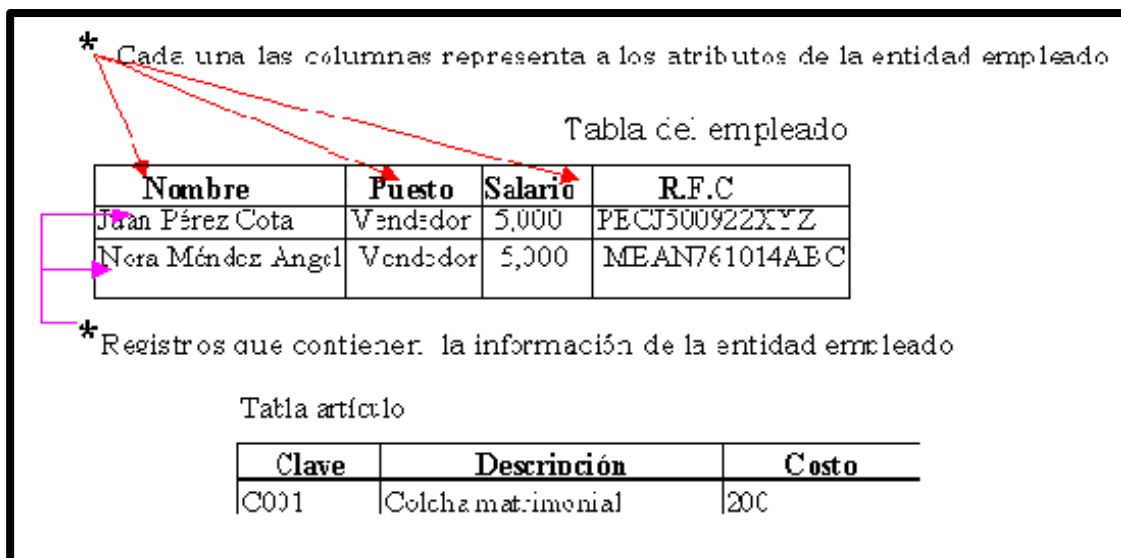 * Cada una las columnas representa a los atributos de la entidad empleado
Tabla del empleado
Nombre Puesto Salario R.F.C
Juan Pérez Cota Vendedor 5,000 PECJ500922XYZ
Nora Méndez Angel Vendedor 5,000 MEAN761014ABC
* Registros que contienen la información de la entidad empleado
Tabla artículo
Clave Descripción Costo
C001 Colcha matrimonial 200